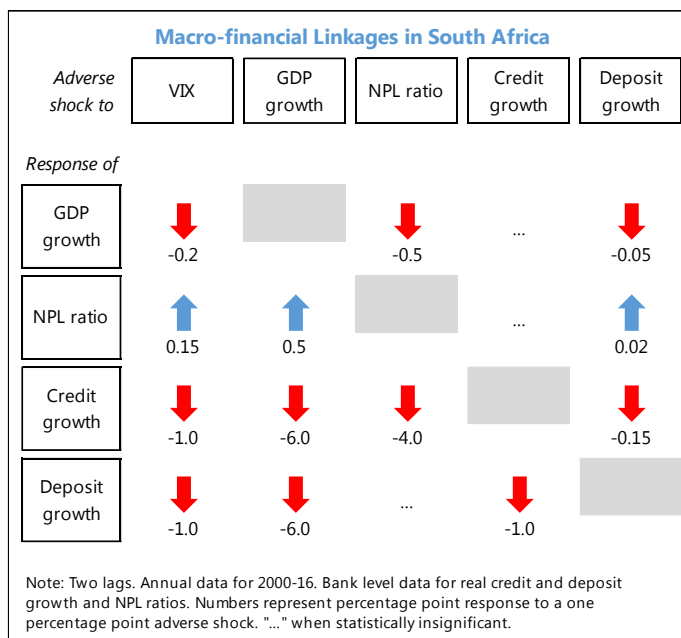 Macro-financial Linkages in South Africa
Adverse
shock to
VIX
GDP
growth
NPL ratio
Credit
growth
Deposit
growth
Response of
GDP
growth
-0.2
-0.5
...
-0.05
NPL ratio
0.15
0.5
...
0.02
Credit
growth
-1.0
-6.0
-4.0
-0.15
Deposit
growth
-1.0
-6.0
...
-1.0
Note: Two lags. Annual data for 2000-16. Bank level data for real credit and deposit
growth and NPL ratios. Numbers represent percentage point response to a one
percentage point adverse shock. "..." when statistically insignificant.